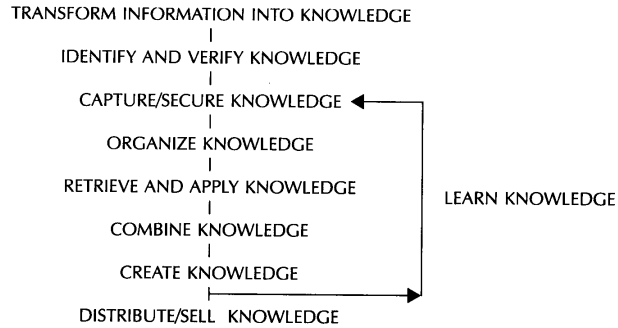 TRANSFORM INFORMATION INTO KNOWLEDGE
IDENTIFY AND VERIFY KNOWLEDGE
CAPTURE/SECURE KNOWLEDGE
ORGANIZE KNOWLEDGE
RETRIEVE AND APPLY KNOWLEDGE
LEARN KNOWLEDGE
COMBINE KNOWLEDGE
CREATE KNOWLEDGE
DISTRIBUTE/SELL KNOWLEDGE